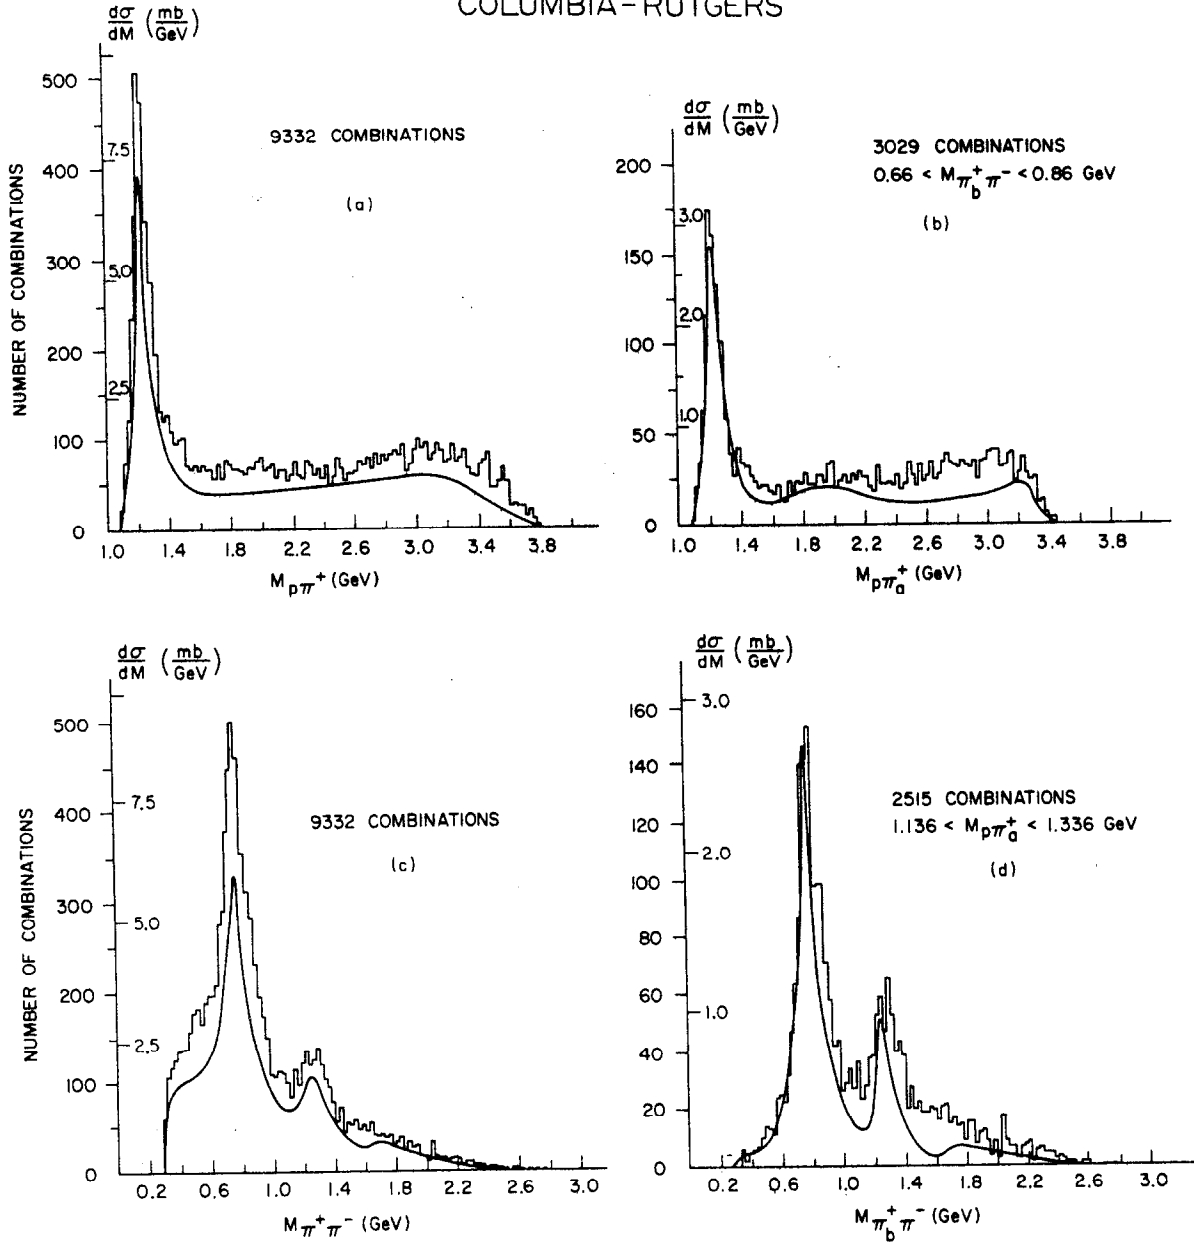 COLUMBIA-RUTGERS
dσ/dM (mb/GeV)
500
400
300
200
100
0
7.5
5.0
2.5
NUMBER OF COMBINATIONS
9332 COMBINATIONS
(a)
1.0 1.4 1.8 2.2 2.6 3.0 3.4 3.8
M pπ+ (GeV)
dσ/dM (mb/GeV)
200
150
100
50
0
3.0
2.0
1.0
3029 COMBINATIONS
0.66 < M π_b^+ π^- < 0.86 GeV
(b)
1.0 1.4 1.8 2.2 2.6 3.0 3.4 3.8
M pπ_a^+ (GeV)
dσ/dM (mb/GeV)
500
400
300
200
100
0
7.5
5.0
2.5
NUMBER OF COMBINATIONS
9332 COMBINATIONS
(c)
0.2 0.6 1.0 1.4 1.8 2.2 2.6 3.0
M π+ π- (GeV)
dσ/dM (mb/GeV)
160
140
120
100
80
60
40
20
0
3.0
2.0
1.0
2515 COMBINATIONS
1.136 < M pπ_a^+ < 1.336 GeV
(d)
0.2 0.6 1.0 1.4 1.8 2.2 2.6 3.0
M π_b^+ π^- (GeV)